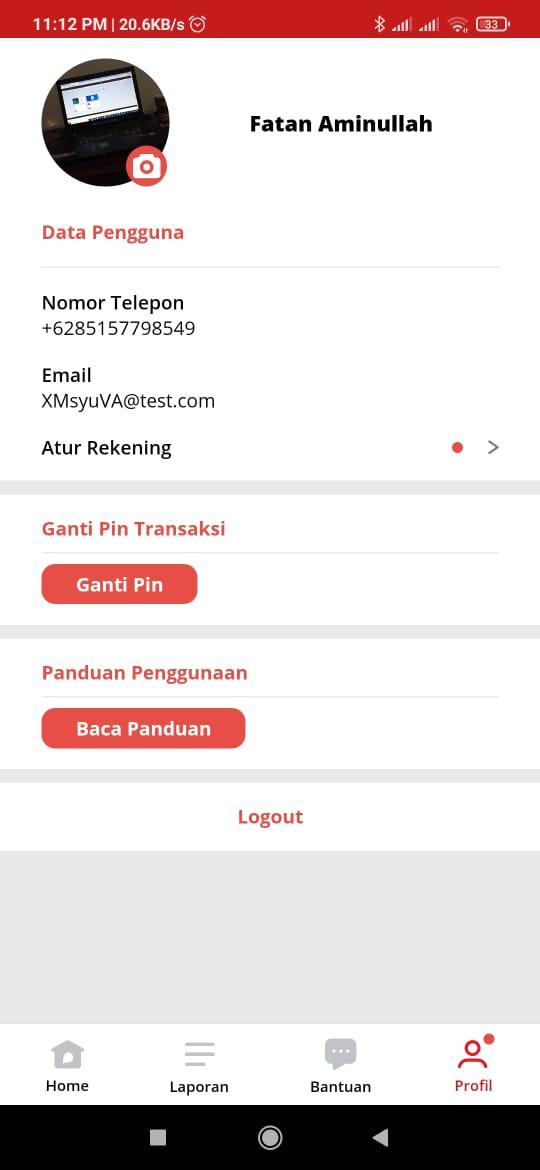 11:12 PM | 20.6KB/s
33
Fatan Aminullah
Data Pengguna
Nomor Telepon
+6285157798549
Email
XMsyuVA@test.com
Atur Rekening
Ganti Pin Transaksi
Ganti Pin
Panduan Penggunaan
Baca Panduan
Logout
Home
Laporan
Bantuan
Profil